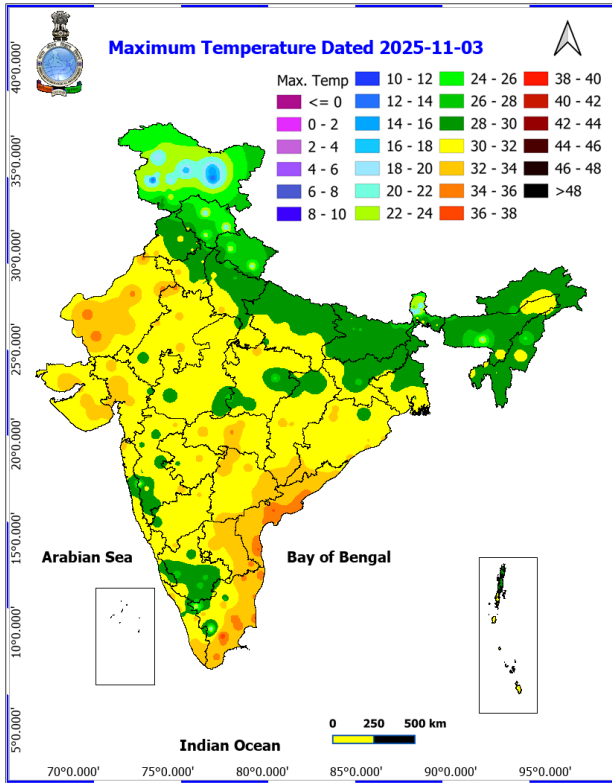 Maximum Temperature Dated 2025-11-03
Max. Temp
<= 0
0 - 2
2 - 4
4 - 6
6 - 8
8 - 10
10 - 12
12 - 14
14 - 16
16 - 18
18 - 20
20 - 22
22 - 24
24 - 26
26 - 28
28 - 30
30 - 32
32 - 34
34 - 36
36 - 38
38 - 40
40 - 42
42 - 44
44 - 46
46 - 48
>48
40°0.000'
35°0.000'
30°0.000'
25°0.000'
20°0.000'
15°0.000'
10°0.000'
5°0.000'
Arabian Sea
Bay of Bengal
0 250 500 km
Indian Ocean
70°0.000' 75°0.000' 80°0.000' 85°0.000' 90°0.000' 95°0.000'